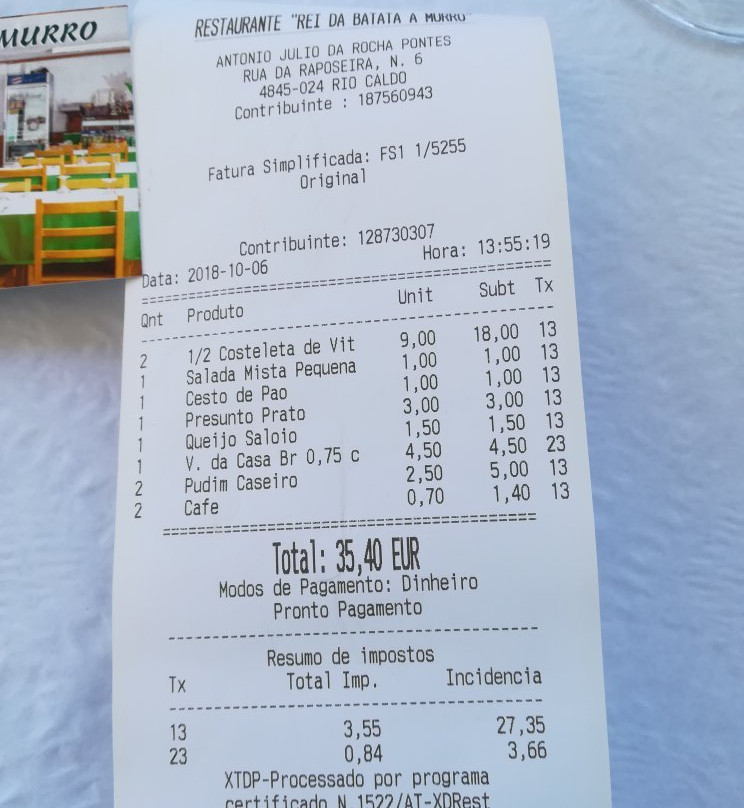 MURRO
RESTAURANTE "REI DA BATATA A MURRO
ANTONIO JULIO DA ROCHA PONTES
RUA DA RAPOSEIRA, N. 6
4845-024 RIO CALDO
Contribuinte : 187560943
Fatura Simplificada: FS1 1/5255
Original
Contribuinte: 128730307
Data: 2018-10-06 Hora: 13:55:19
Qnt Produto Unit Subt Tx
2 1/2 Costeleta de Vit 9,00 18,00 13
1 Salada Mista Pequena 1,00 1,00 13
1 Cesto de Pao 1,00 1,00 13
1 Presunto Prato 3,00 3,00 13
1 Queijo Saloio 1,50 1,50 13
1 V. da Casa Br 0,75 c 4,50 4,50 23
2 Pudim Caseiro 2,50 5,00 13
2 Cafe 0,70 1,40 13
Total: 35,40 EUR
Modos de Pagamento: Dinheiro
Pronto Pagamento
Resumo de impostos
Tx Total Imp. Incidencia
13 3,55 27,35
23 0,84 3,66
XTDP-Processado por programa
certificado N.1522/AT-XDRest